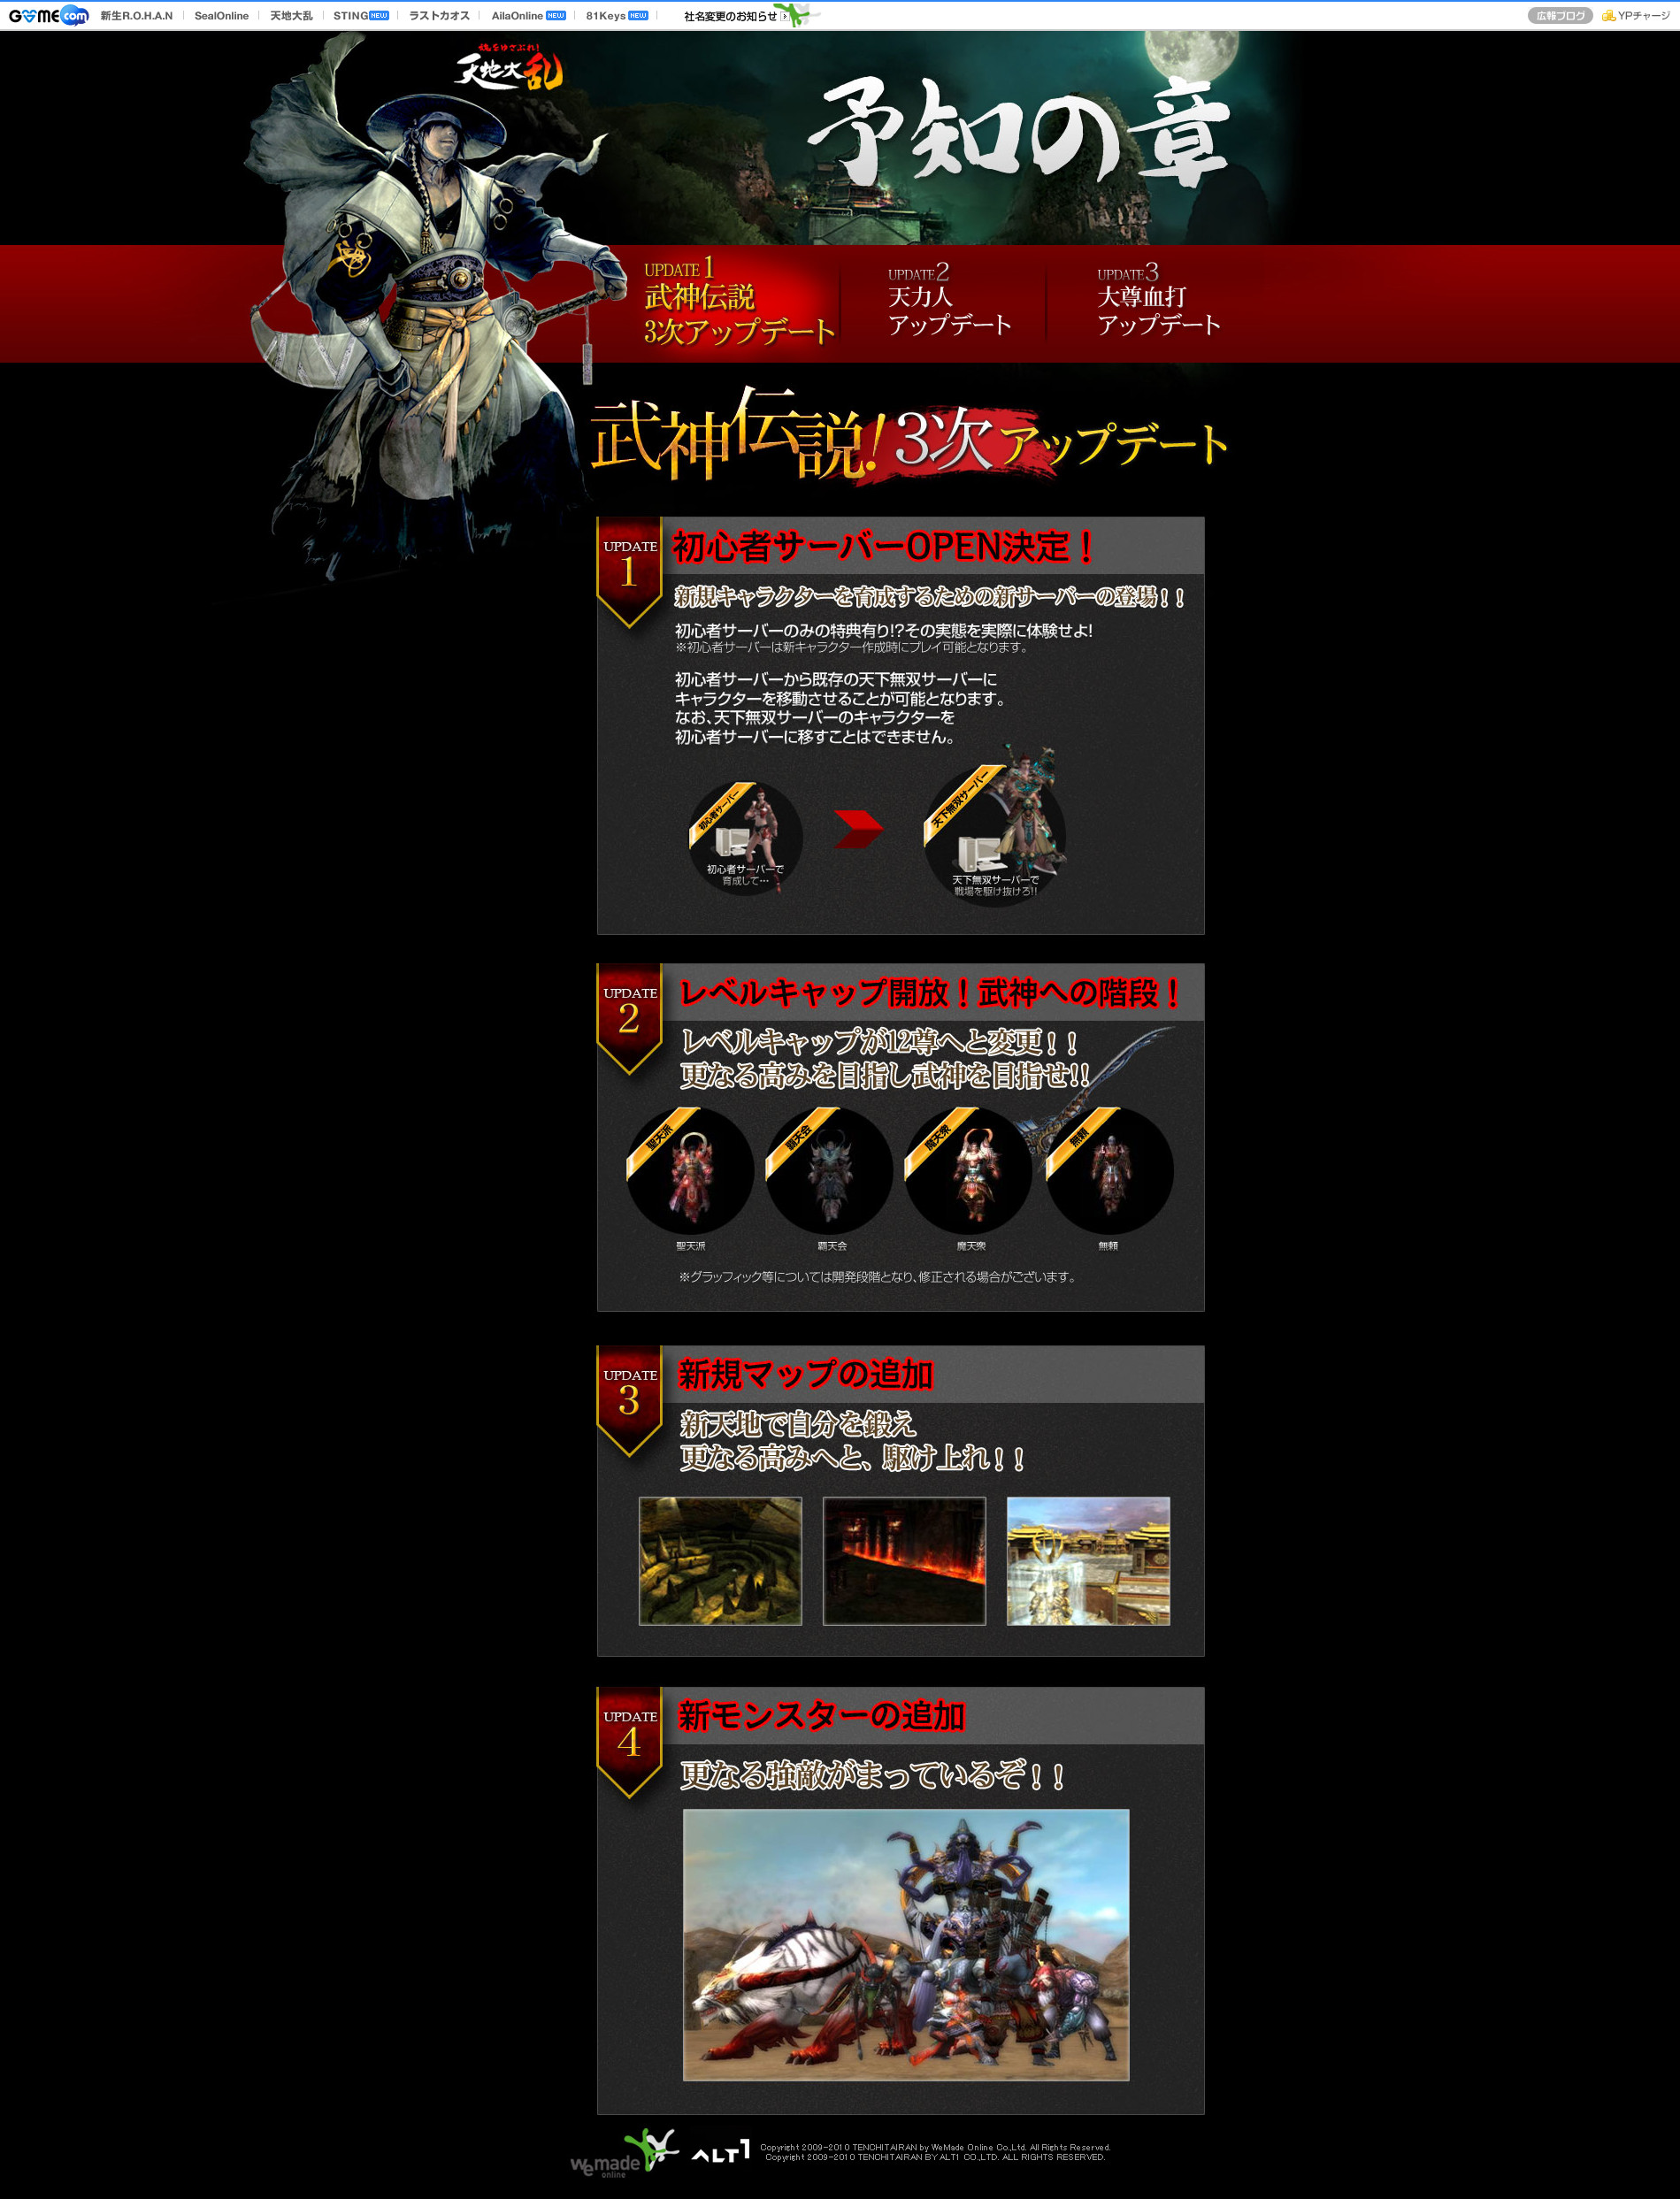 GAMEcom 新生R.O.H.A.N SealOnline 天地大乱 STING NEW ラストカオス AilaOnline NEW 81Keys NEW 社名変更のお知らせ 広報ブログ YPチャージ
魂をゆさぶれ!
天地大乱
予知の章
UPDATE1
武神伝説
3次アップデート
UPDATE2
天力人
アップデート
UPDATE3
大尊血打
アップデート
武神伝説!3次アップデート
UPDATE
1
初心者サーバーOPEN決定！
新規キャラクターを育成するための新サーバーの登場！！
初心者サーバーのみの特典有り!?その実態を実際に体験せよ!
※初心者サーバーは新キャラクター作成時にプレイ可能となります。
初心者サーバーから既存の天下無双サーバーに
キャラクターを移動させることが可能となります。
なお、天下無双サーバーのキャラクターを
初心者サーバーに移すことはできません。
初心者サーバー
初心者サーバーで
育成して…
天下無双サーバー
天下無双サーバーで
戦場を駆け抜けろ!!
UPDATE
2
レベルキャップ開放！武神への階段！
レベルキャップが12尊へと変更！！
更なる高みを目指し武神を目指せ!!
聖天派
覇天会
魔天衆
無頼
聖天派
覇天会
魔天衆
無頼
※グラッフィック等については開発段階となり、修正される場合がございます。
UPDATE
3
新規マップの追加
新天地で自分を鍛え
更なる高みへと、駆け上れ！！
UPDATE
4
新モンスターの追加
更なる強敵がまっているぞ！！
wemade
online
ALT1
Copyright 2009-2010 TENCHITAIRAN by WeMade Online Co.,Ltd. All Rights Reserved.
Copyright 2009-2010 TENCHITAIRAN BY ALT1 CO.,LTD. ALL RIGHTS RESERVED.